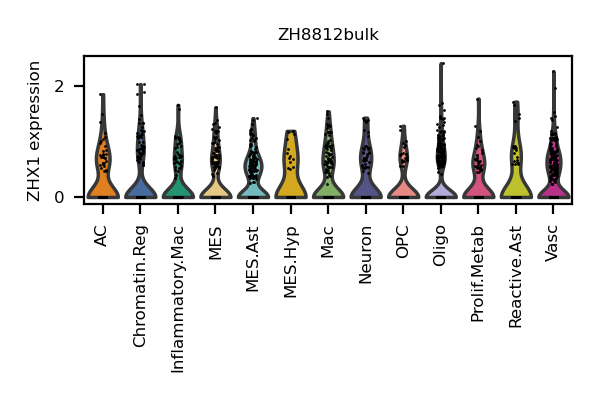 ZH8812bulk
ZHX1 expression
2
0
AC
Chromatin.Reg
Inflammatory.Mac
MES
MES.Ast
MES.Hyp
Mac
Neuron
OPC
Oligo
Prolif.Metab
Reactive.Ast
Vasc